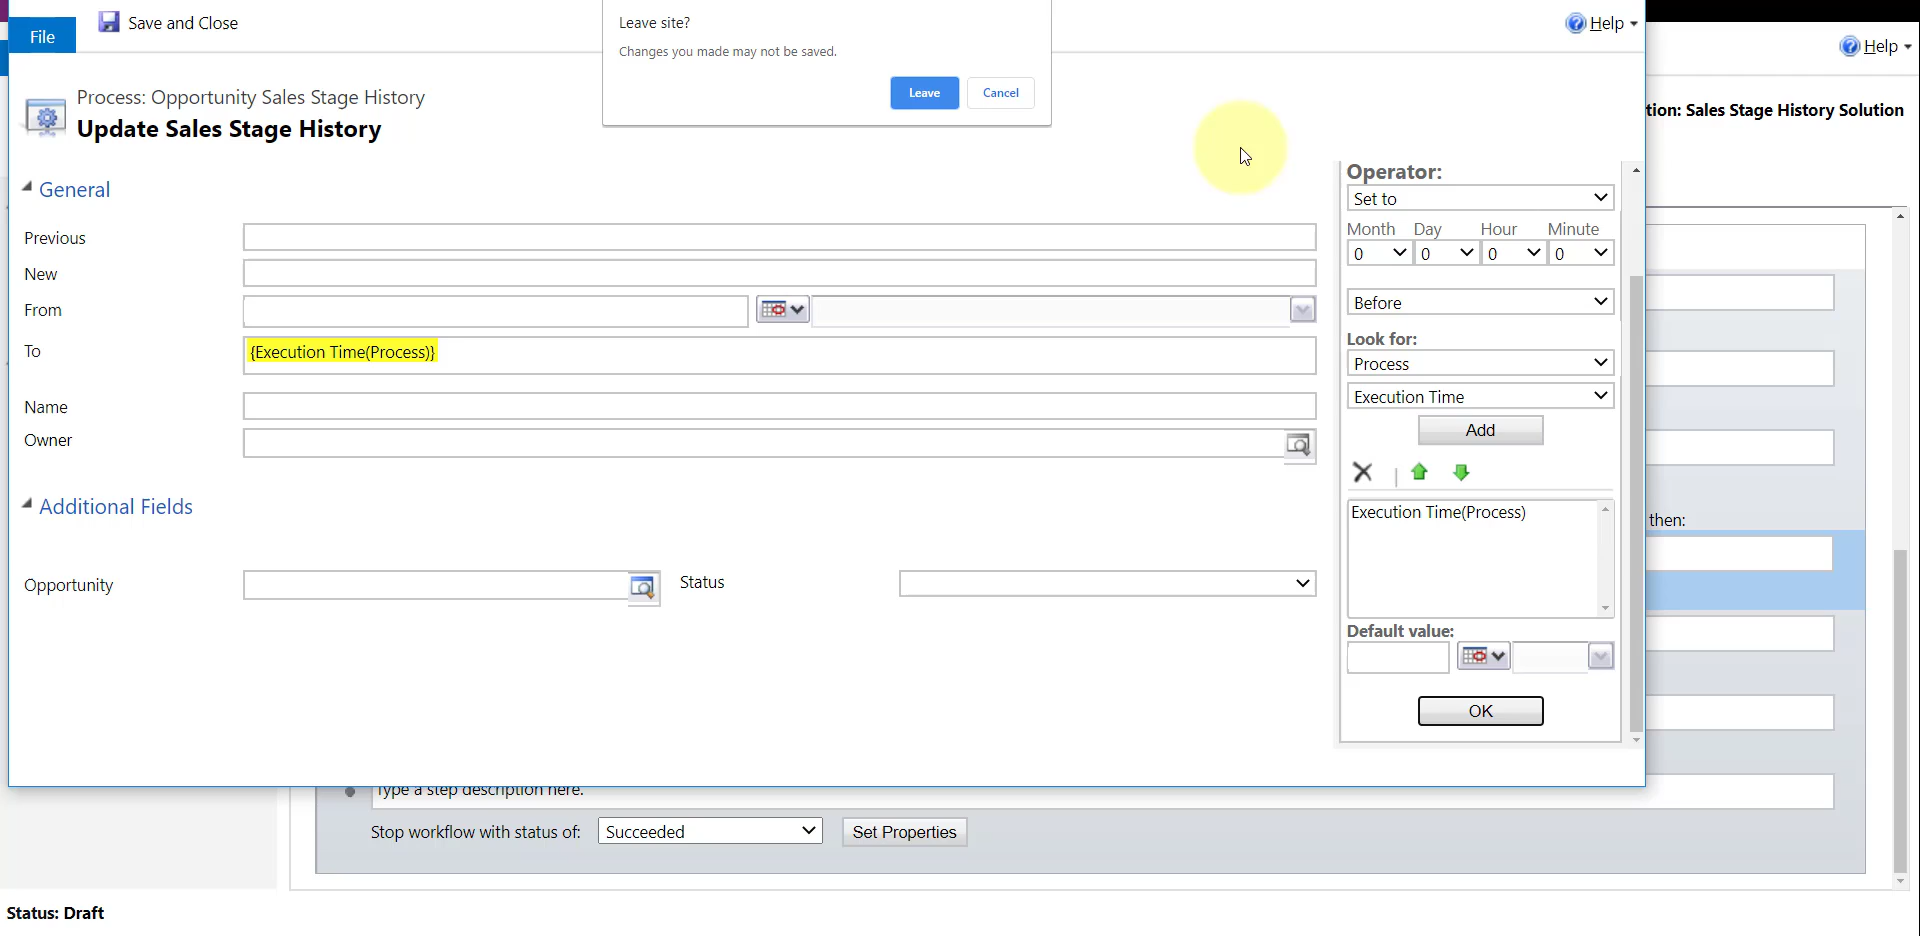 File
Save and Close
Leave site?
Changes you made may not be saved.
Leave
Cancel
Help
Help
Process: Opportunity Sales Stage History
Update Sales Stage History
tion: Sales Stage History Solution
General
Previous
New
From
To
{Execution Time(Process)}
Name
Owner
Additional Fields
Opportunity
Status
Operator:
Set to
Month Day Hour Minute
0 0 0 0
Before
Look for:
Process
Execution Time
Add
Execution Time(Process)
Default value:
OK
then:
Type a step description here.
Stop workflow with status of:
Succeeded
Set Properties
Status: Draft